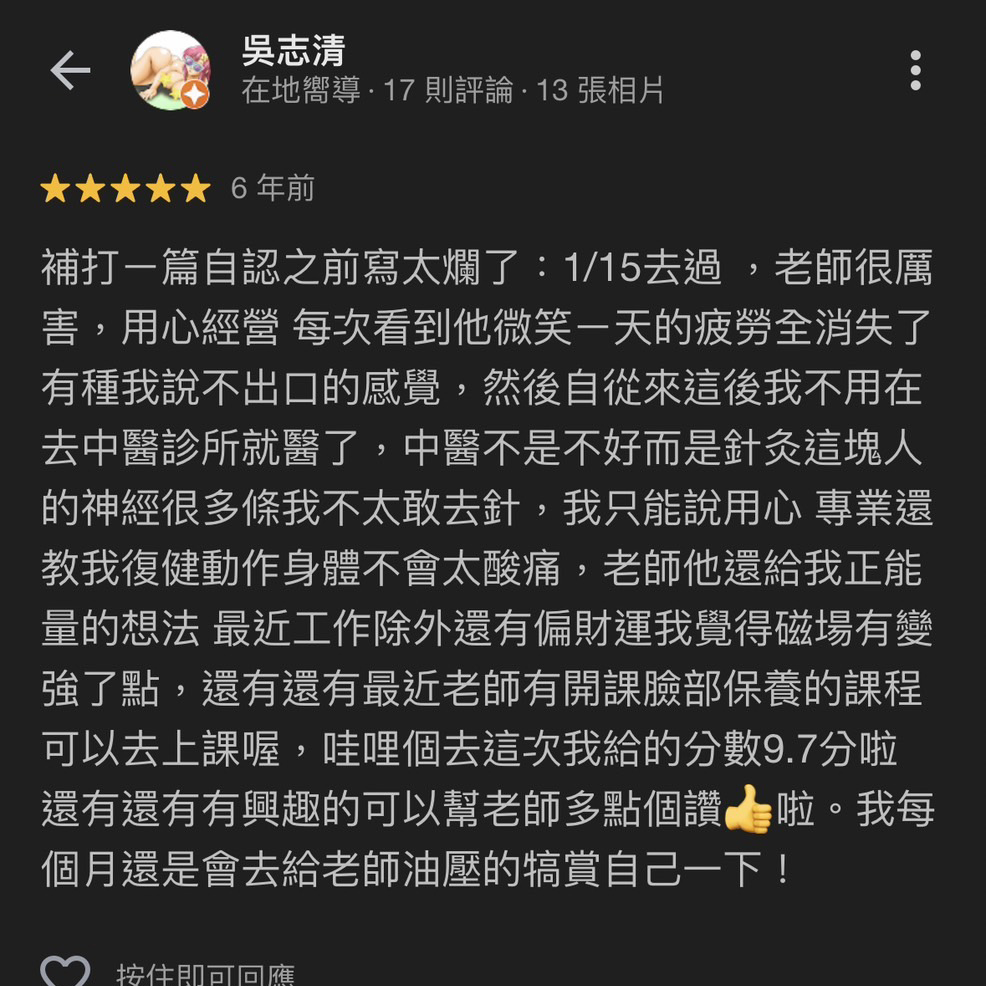 吳志清
在地嚮導 · 17 則評論 · 13 張相片
6 年前
補打一篇自認之前寫太爛了：1/15去過 ，老師很厲
害，用心經營 每次看到他微笑一天的疲勞全消失了
有種我說不出口的感覺，然後自從來這後我不用在
去中醫診所就醫了，中醫不是不好而是針灸這塊人
的神經很多條我不太敢去針，我只能說用心 專業還
教我復健動作身體不會太酸痛，老師他還給我正能
量的想法 最近工作除外還有偏財運我覺得磁場有變
強了點，還有還有最近老師有開課臉部保養的課程
可以去上課喔，哇哩個去這次我給的分數9.7分啦
還有還有有興趣的可以幫老師多點個讚👍啦。我每
個月還是會去給老師油壓的犒賞自己一下！
按住即可回應